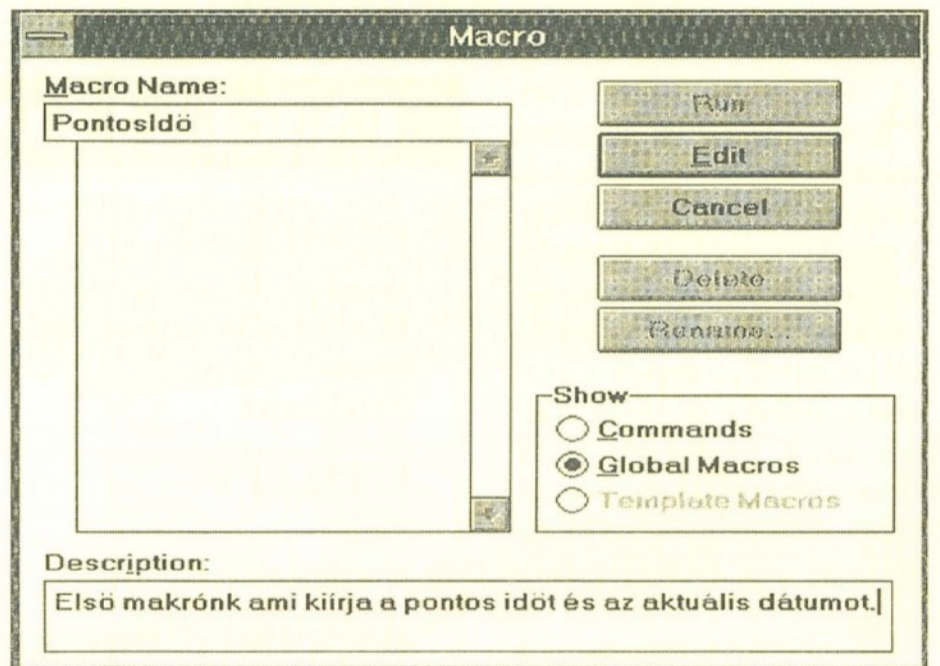 Macro
Macro Name:
PontosIdö
Run
Edit
Cancel
Delete
Rename...
Show
Commands
Global Macros
Template Macros
Description:
Elsö makrónk ami kiírja a pontos idöt és az aktuális dátumot.